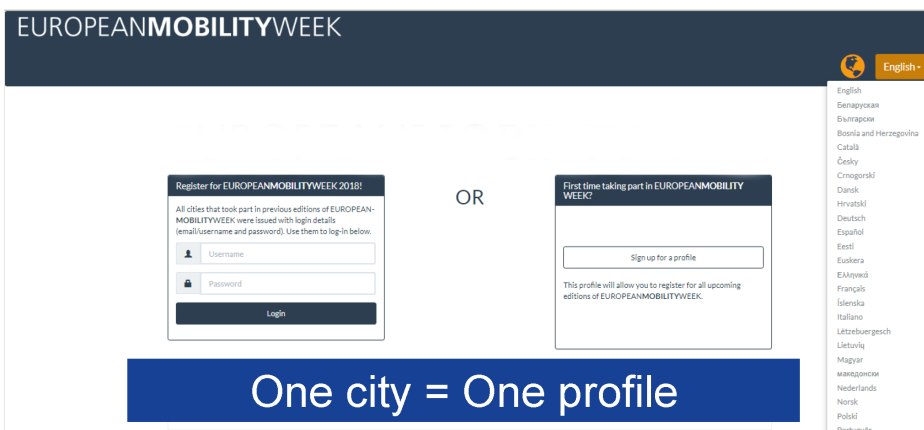 EUROPEANMOBILITYWEEK
English
English
Беларуская
Български
Bosnia and Herzegovina
Català
Česky
Crnogorski
Dansk
Hrvatski
Deutsch
Español
Eesti
Euskera
Ελληνικά
Français
Íslenska
Italiano
Lëtzebuergesch
Lietuvių
Magyar
македонски
Nederlands
Norsk
Polski
Português
Register for EUROPEANMOBILITYWEEK 2018!
All cities that took part in previous editions of EUROPEAN-
MOBILITYWEEK were issued with login details
(email/username and password). Use them to log-in below.
Username
Password
Login
OR
First time taking part in EUROPEANMOBILITY
WEEK?
Sign up for a profile
This profile will allow you to register for all upcoming
editions of EUROPEANMOBILITYWEEK.
One city = One profile